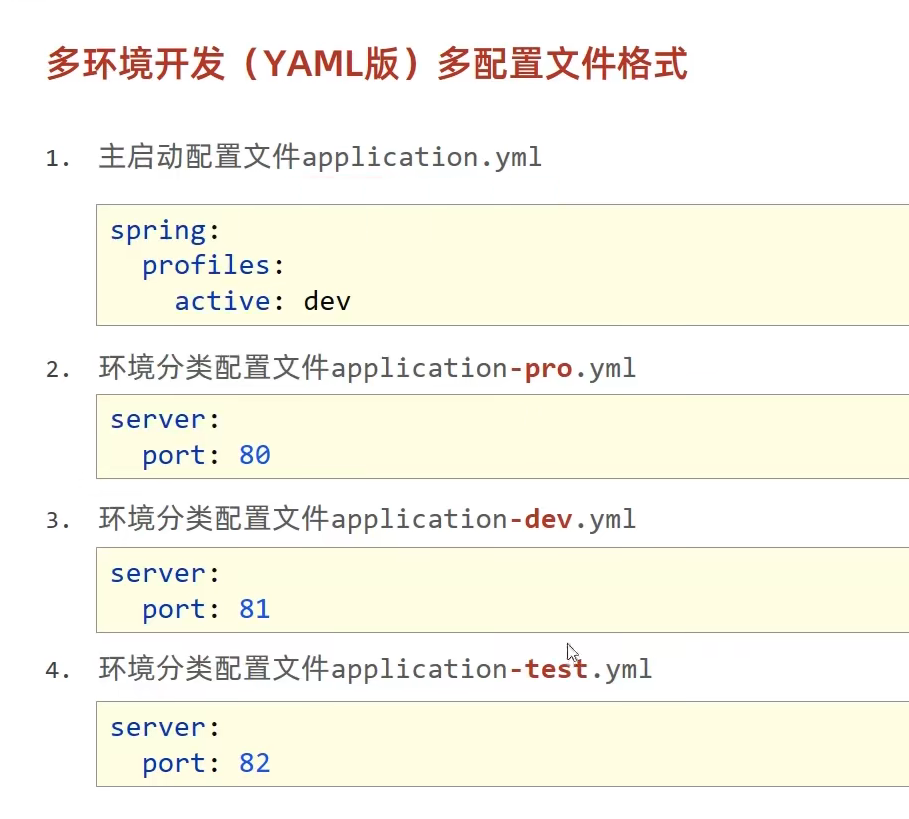 多环境开发（YAML版）多配置文件格式
1. 主启动配置文件application.yml
spring:
  profiles:
    active: dev
2. 环境分类配置文件application-pro.yml
server:
  port: 80
3. 环境分类配置文件application-dev.yml
server:
  port: 81
4. 环境分类配置文件application-test.yml
server:
  port: 82